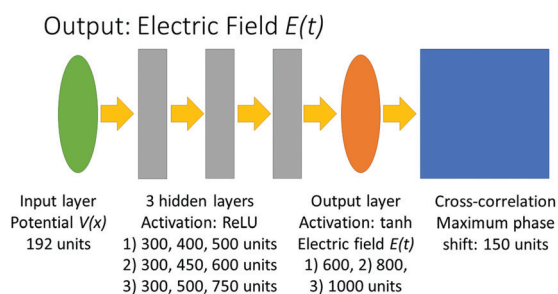 Output: Electric Field E(t)
Input layer
Potential V(x)
192 units
3 hidden layers
Activation: ReLU
1) 300, 400, 500 units
2) 300, 450, 600 units
3) 300, 500, 750 units
Output layer
Activation: tanh
Electric field E(t)
1) 600, 2) 800,
3) 1000 units
Cross-correlation
Maximum phase
shift: 150 units